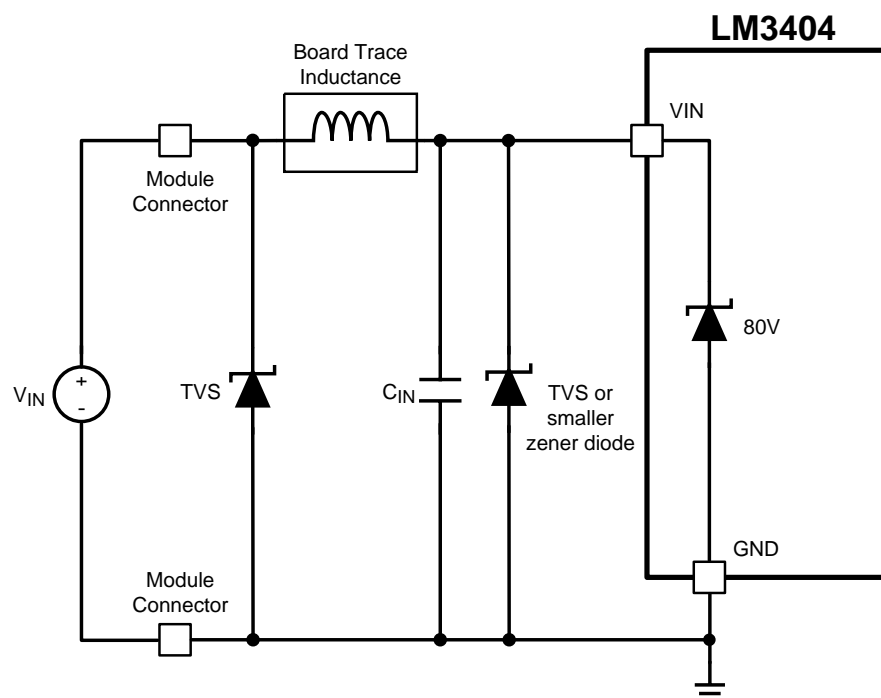 LM3404
Board Trace
Inductance
VIN
Module
Connector
80V
VIN
+
-
TVS
CIN
TVS or
smaller
zener diode
GND
Module
Connector